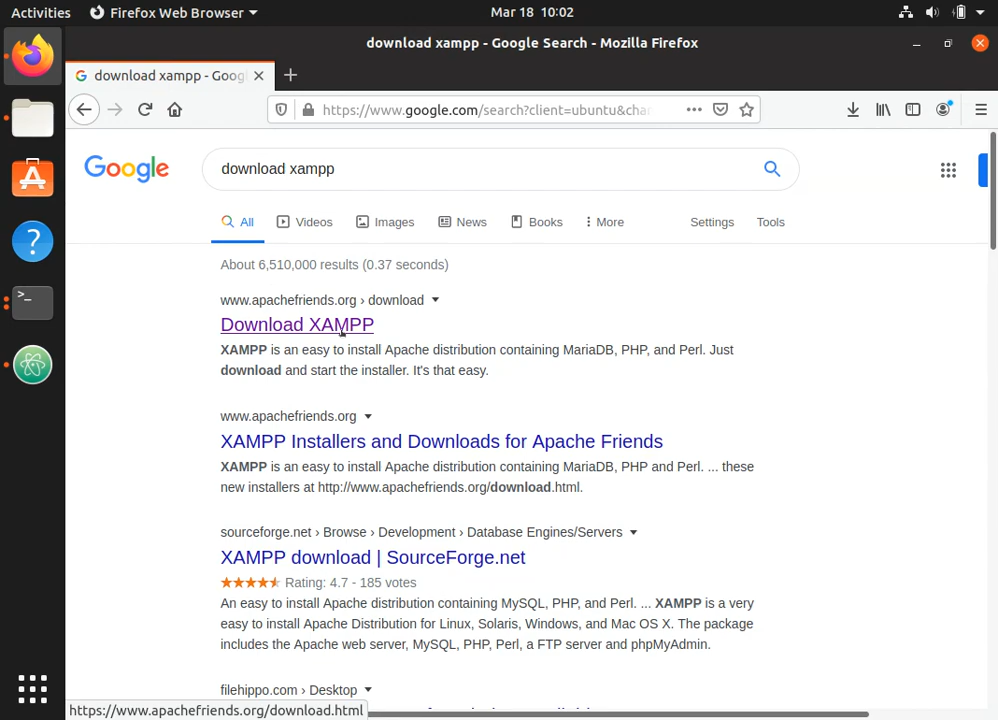 Activities Firefox Web Browser Mar 18 10:02
download xampp - Google Search - Mozilla Firefox
download xampp - Goog
https://www.google.com/search?client=ubuntu&cha
Google download xampp
All Videos Images News Books More Settings Tools
About 6,510,000 results (0.37 seconds)
www.apachefriends.org › download
Download XAMPP
XAMPP is an easy to install Apache distribution containing MariaDB, PHP, and Perl. Just
download and start the installer. It's that easy.
www.apachefriends.org
XAMPP Installers and Downloads for Apache Friends
XAMPP is an easy to install Apache distribution containing MariaDB, PHP and Perl. ... these
new installers at http://www.apachefriends.org/download.html.
sourceforge.net › Browse › Development › Database Engines/Servers
XAMPP download | SourceForge.net
Rating: 4.7 - 185 votes
An easy to install Apache distribution containing MySQL, PHP, and Perl. ... XAMPP is a very
easy to install Apache Distribution for Linux, Solaris, Windows, and Mac OS X. The package
includes the Apache web server, MySQL, PHP, Perl, a FTP server and phpMyAdmin.
filehippo.com › Desktop
https://www.apachefriends.org/download.html